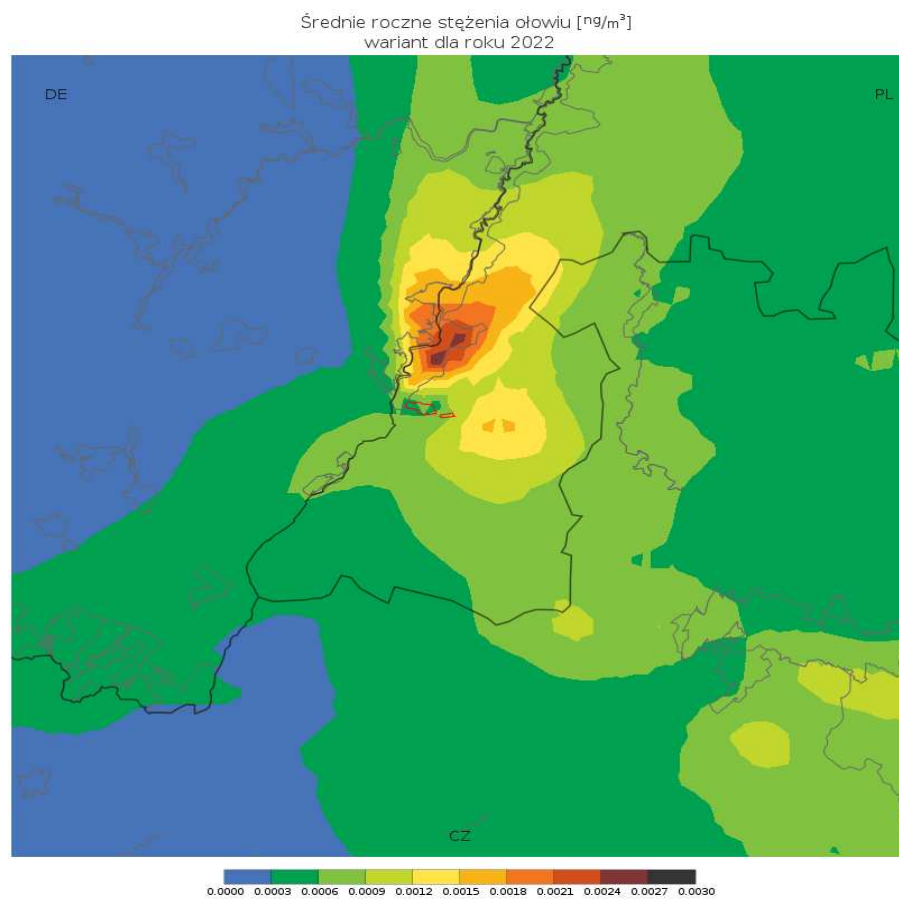 Średnie roczne stężenia ołowiu [ng/m³]
wariant dla roku 2022
DE
PL
CZ
0.0000 0.0003 0.0006 0.0009 0.0012 0.0015 0.0018 0.0021 0.0024 0.0027 0.0030